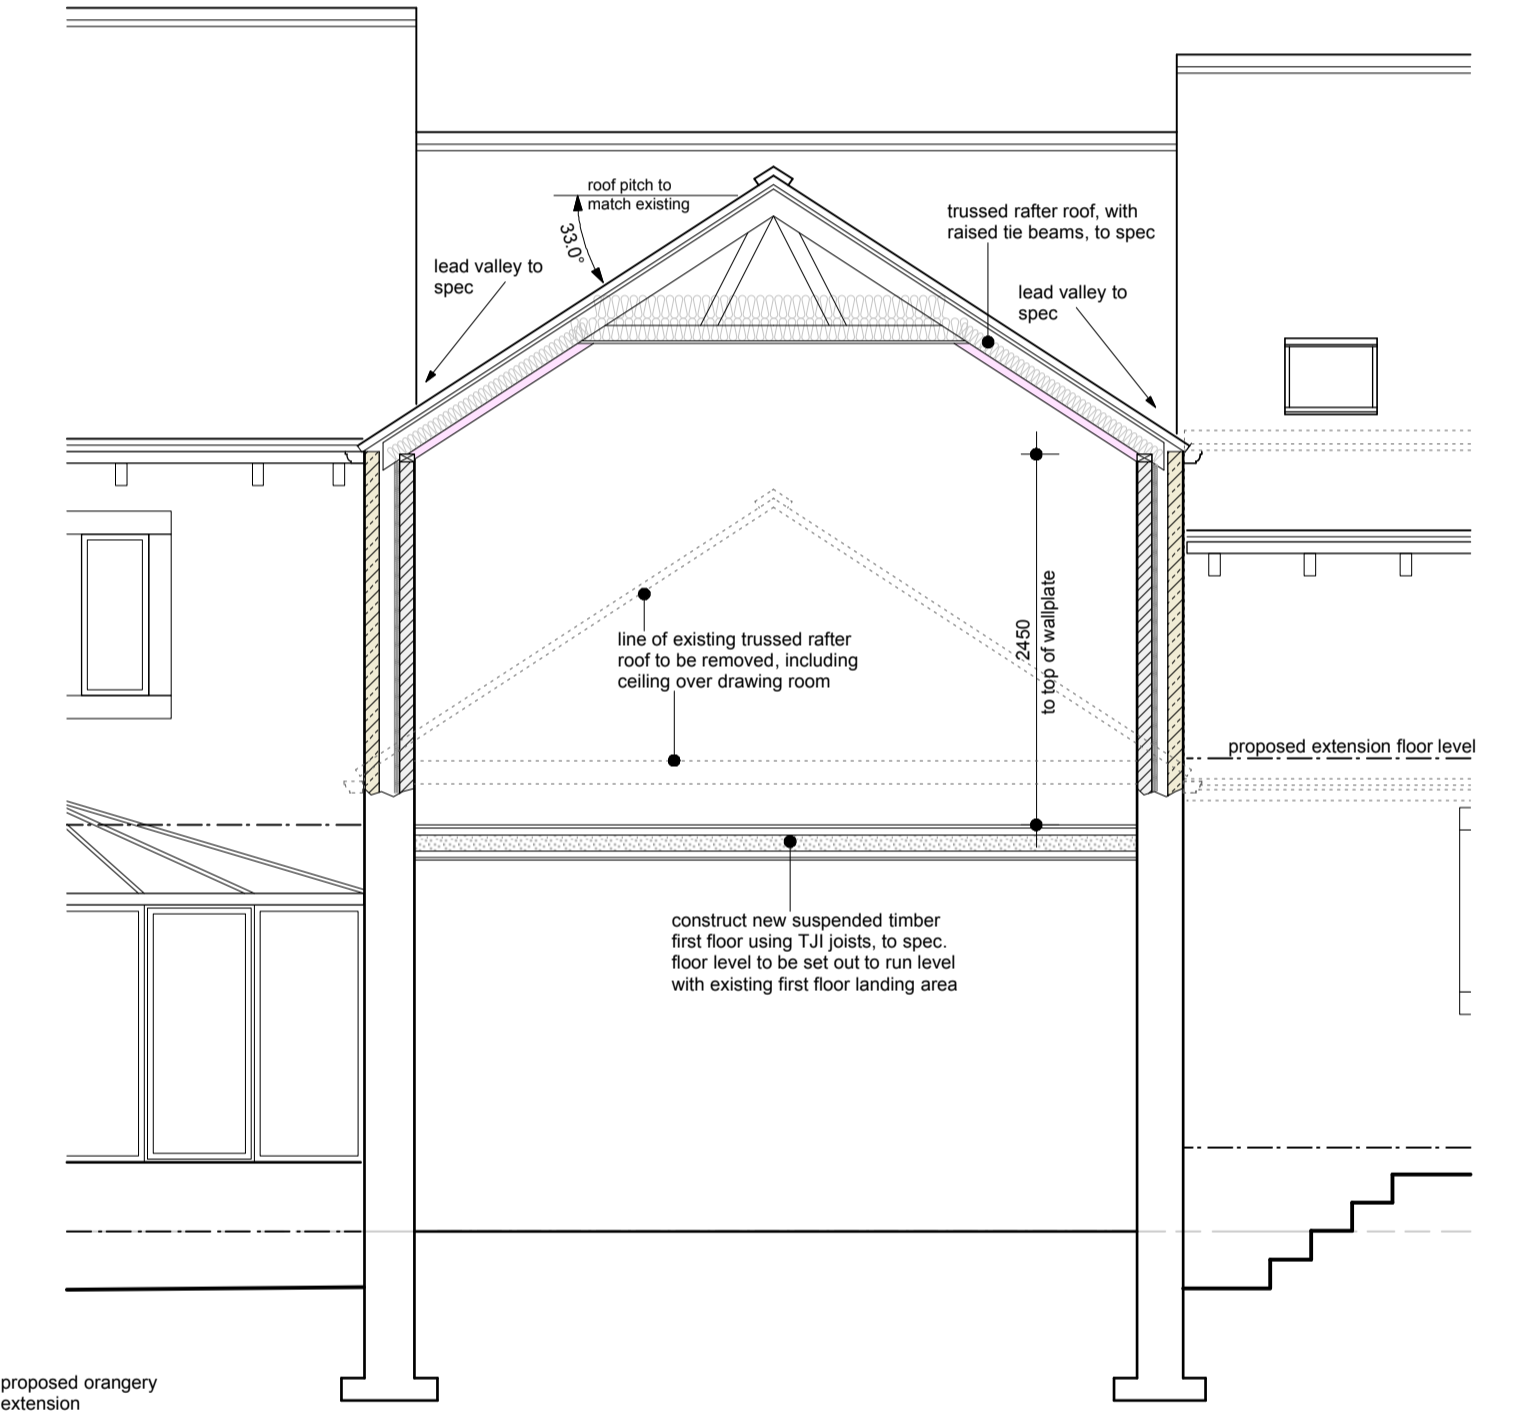 roof pitch to
match existing
33.0°
trussed rafter roof, with
raised tie beams, to spec
lead valley to
spec
lead valley to
spec
line of existing trussed rafter
roof to be removed, including
ceiling over drawing room
2450
to top of wallplate
proposed extension floor level
construct new suspended timber
first floor using TJI joists, to spec.
floor level to be set out to run level
with existing first floor landing area
proposed orangery
extension